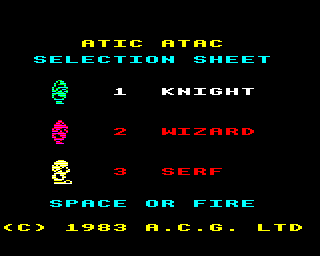 ATIC ATAC
SELECTION SHEET
1 KNIGHT
2 WIZARD
3 SERF
SPACE OR FIRE
(C) 1983 A.C.G. LTD